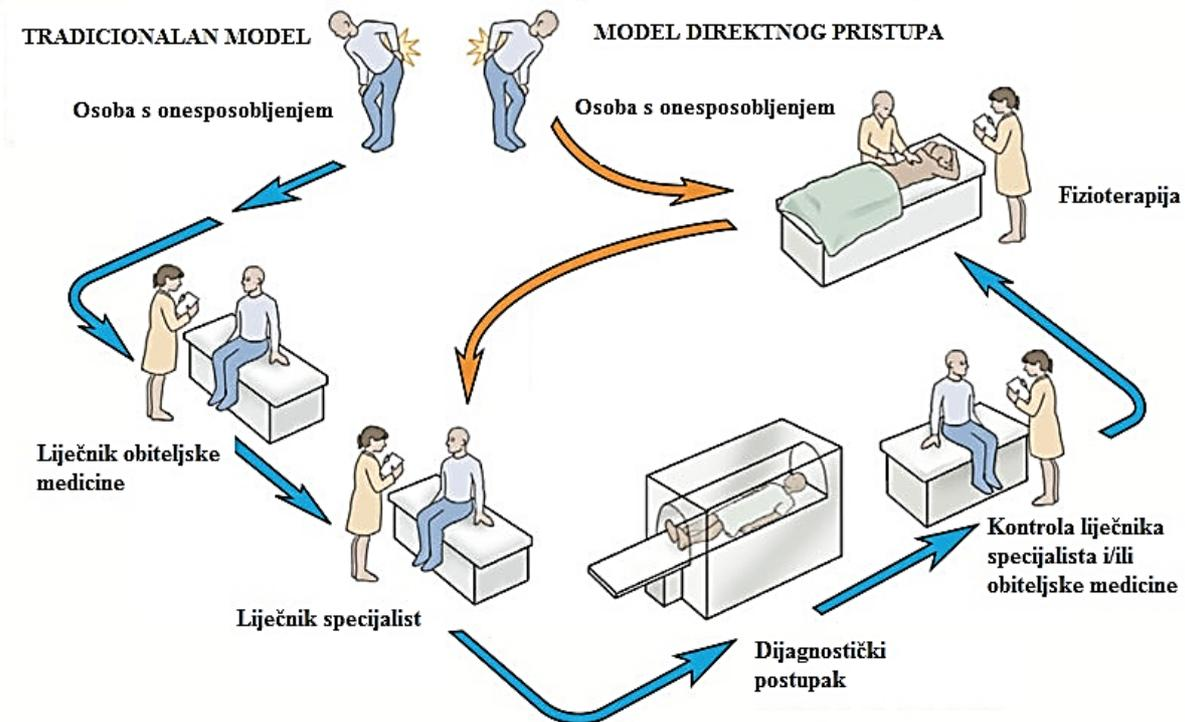 TRADICIONALAN MODEL
MODEL DIREKTNOG PRISTUPA
Osoba s onesposobljenjem
Osoba s onesposobljenjem
Fizioterapija
Liječnik obiteljske
medicine
Liječnik specijalist
Dijagnostički
postupak
Kontrola liječnika
specijalista i/ili
obiteljske medicine